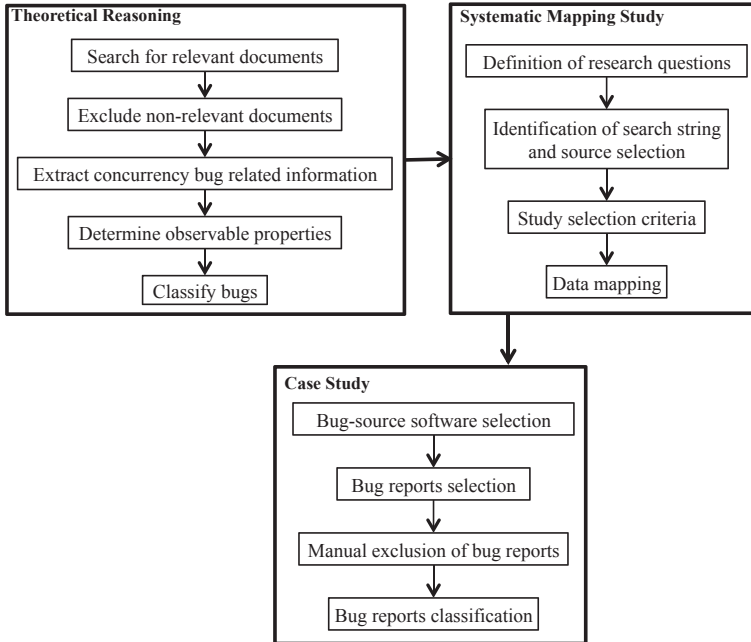 Theoretical Reasoning
Search for relevant documents
Exclude non-relevant documents
Extract concurrency bug related information
Determine observable properties
Classify bugs
Systematic Mapping Study
Definition of research questions
Identification of search string
and source selection
Study selection criteria
Data mapping
Case Study
Bug-source software selection
Bug reports selection
Manual exclusion of bug reports
Bug reports classification